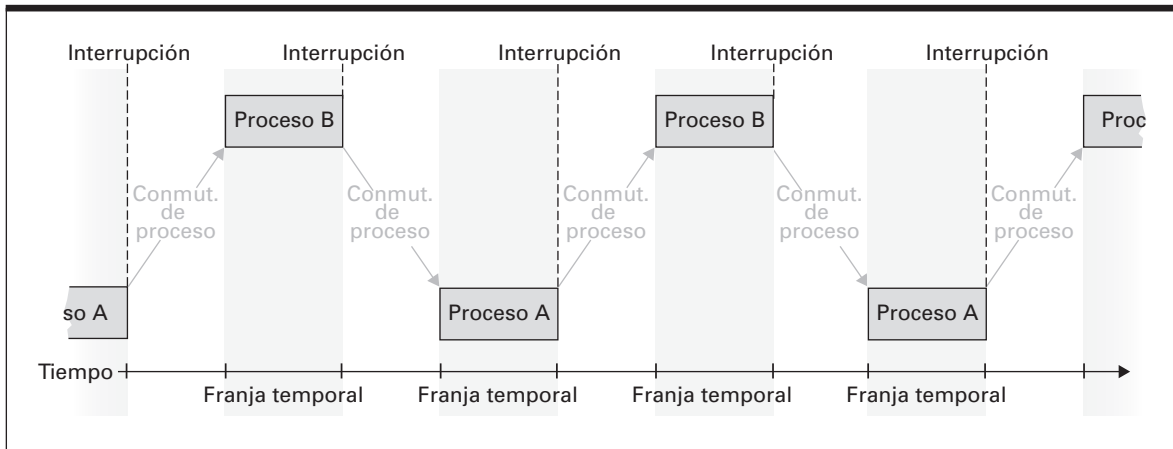 Interrupción
Interrupción
Interrupción
Interrupción
Interrupción
Proceso B
Proceso B
Proc
Conmut.
de
proceso
Conmut.
de
proceso
Conmut.
de
proceso
Conmut.
de
proceso
Conmut.
de
proceso
so A
Proceso A
Proceso A
Tiempo
Franja temporal
Franja temporal
Franja temporal
Franja temporal